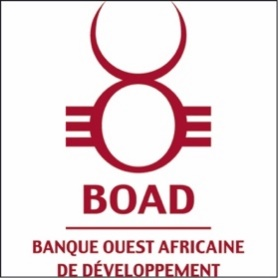 BOAD
BANQUE OUEST AFRICAINE
DE DÉVELOPPEMENT